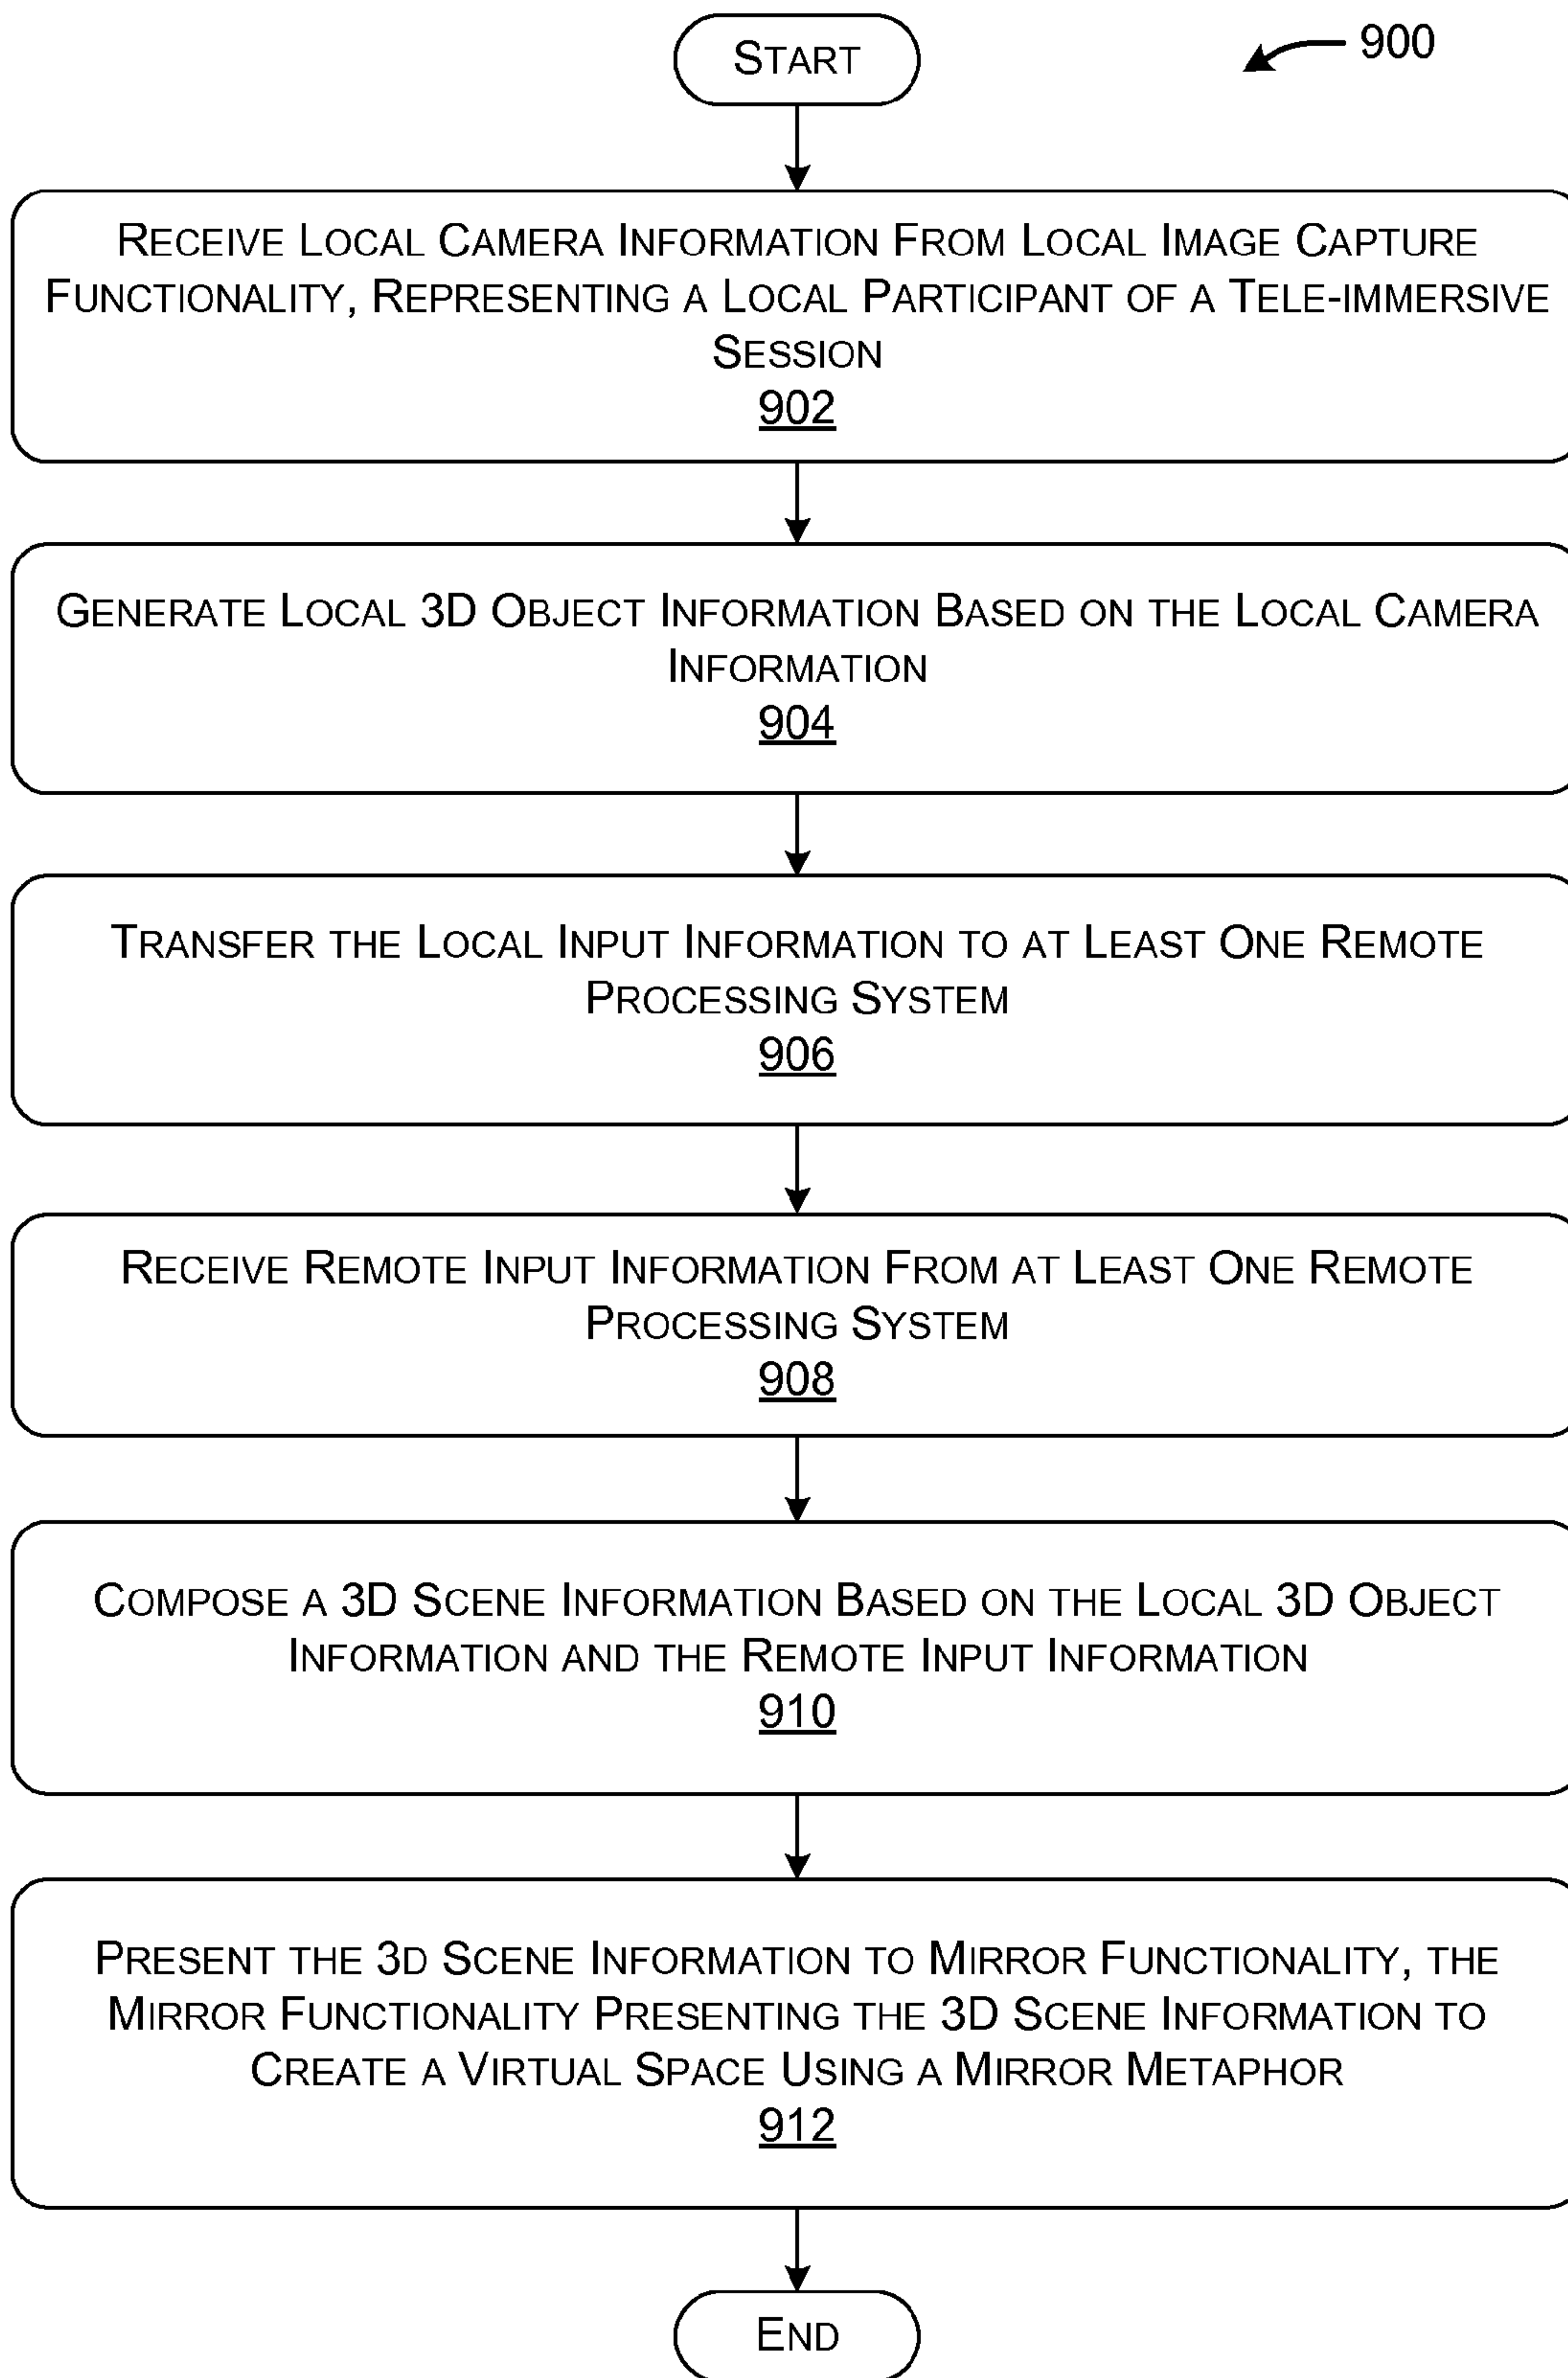 START
900
RECEIVE LOCAL CAMERA INFORMATION FROM LOCAL IMAGE CAPTURE
FUNCTIONALITY, REPRESENTING A LOCAL PARTICIPANT OF A TELE-IMMERSIVE
SESSION
902
GENERATE LOCAL 3D OBJECT INFORMATION BASED ON THE LOCAL CAMERA
INFORMATION
904
TRANSFER THE LOCAL INPUT INFORMATION TO AT LEAST ONE REMOTE
PROCESSING SYSTEM
906
RECEIVE REMOTE INPUT INFORMATION FROM AT LEAST ONE REMOTE
PROCESSING SYSTEM
908
COMPOSE A 3D SCENE INFORMATION BASED ON THE LOCAL 3D OBJECT
INFORMATION AND THE REMOTE INPUT INFORMATION
910
PRESENT THE 3D SCENE INFORMATION TO MIRROR FUNCTIONALITY, THE
MIRROR FUNCTIONALITY PRESENTING THE 3D SCENE INFORMATION TO
CREATE A VIRTUAL SPACE USING A MIRROR METAPHOR
912
END